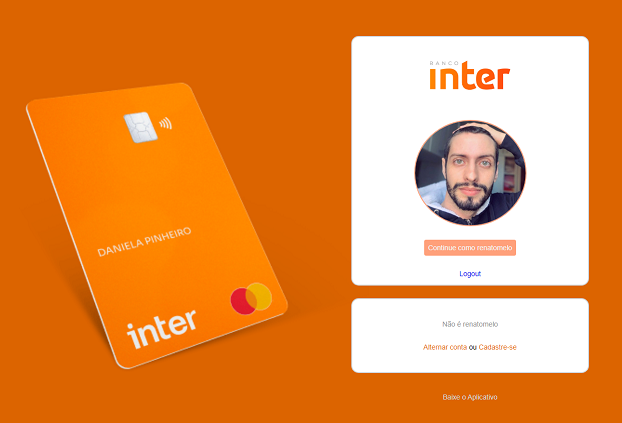 DANIELA PINHEIRO
inter
BANCO
inter
Continue como renatomelo
Logout
Não é renatomelo
Alternar conta ou Cadastre-se
Baixe o Aplicativo